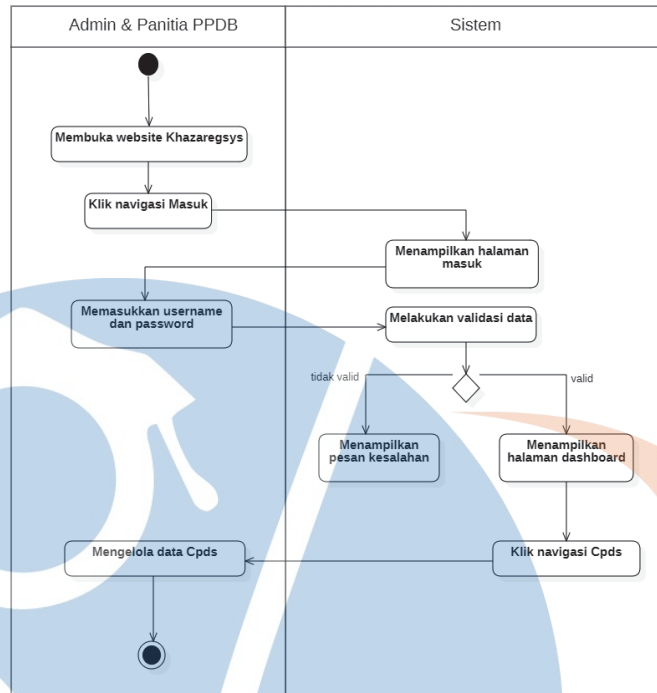 Admin & Panitia PPDB
Sistem
Membuka website Khazaregsys
Klik navigasi Masuk
Menampilkan halaman
masuk
Memasukkan username
dan password
Melakukan validasi data
tidak valid
valid
Menampilkan
pesan kesalahan
Menampilkan
halaman dashboard
Mengelola data Cpds
Klik navigasi Cpds